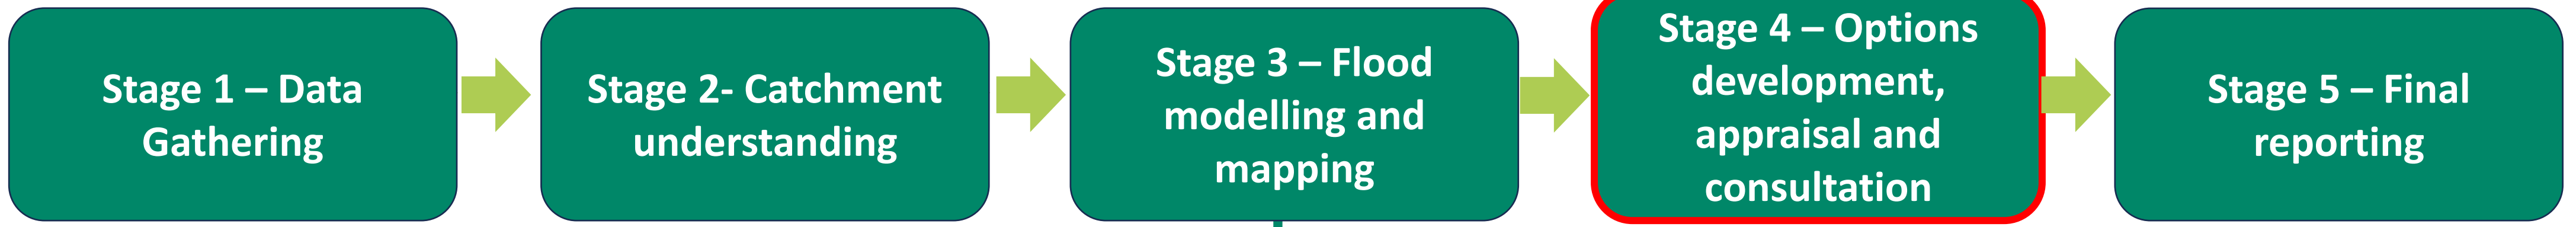 Stage 1 – Data
Gathering
Stage 2- Catchment
understanding
Stage 3 – Flood
modelling and
mapping
Stage 4 – Options
development,
appraisal and
consultation
Stage 5 – Final
reporting